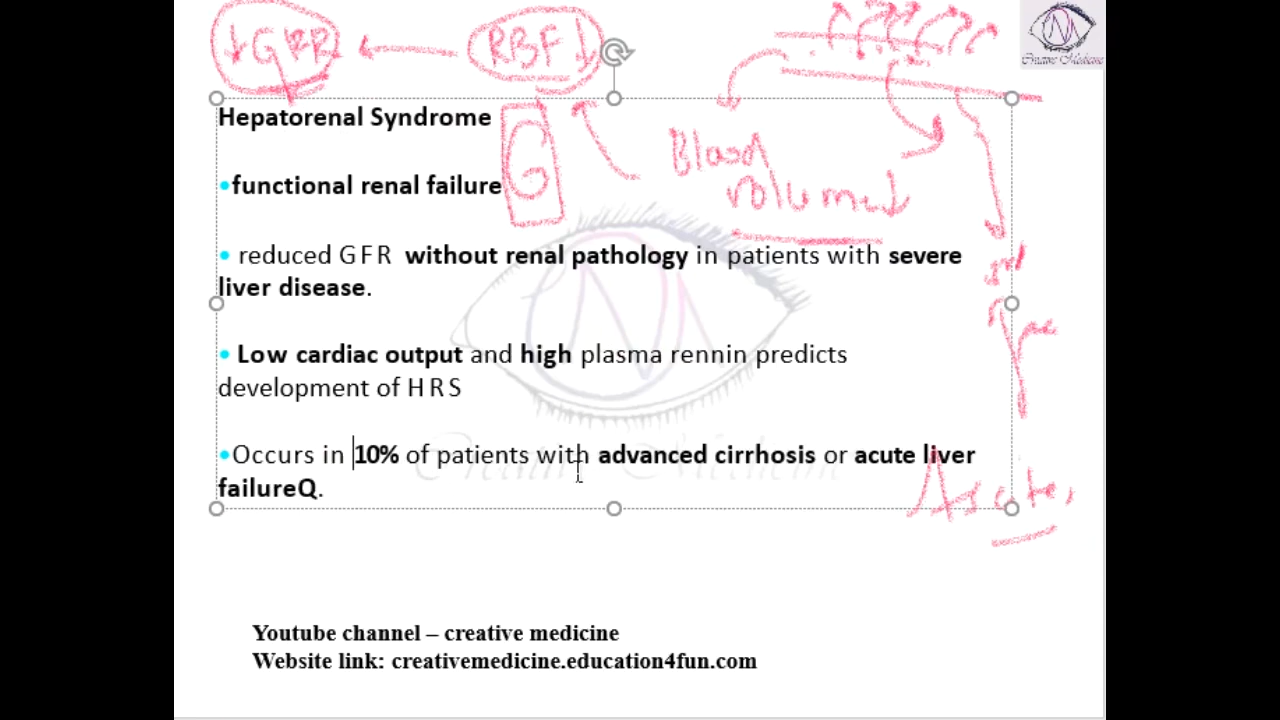 ↓ GFR ← RBF ↓
Creative Medicine
Hepatorenal Syndrome
G
Blood
volume ↓
•functional renal failure
• reduced GFR without renal pathology in patients with severe
liver disease.
• Low cardiac output and high plasma rennin predicts
development of HRS
•Occurs in 10% of patients with advanced cirrhosis or acute liver
failureQ.
Creative Medicine
Youtube channel – creative medicine
Website link: creativemedicine.education4fun.com